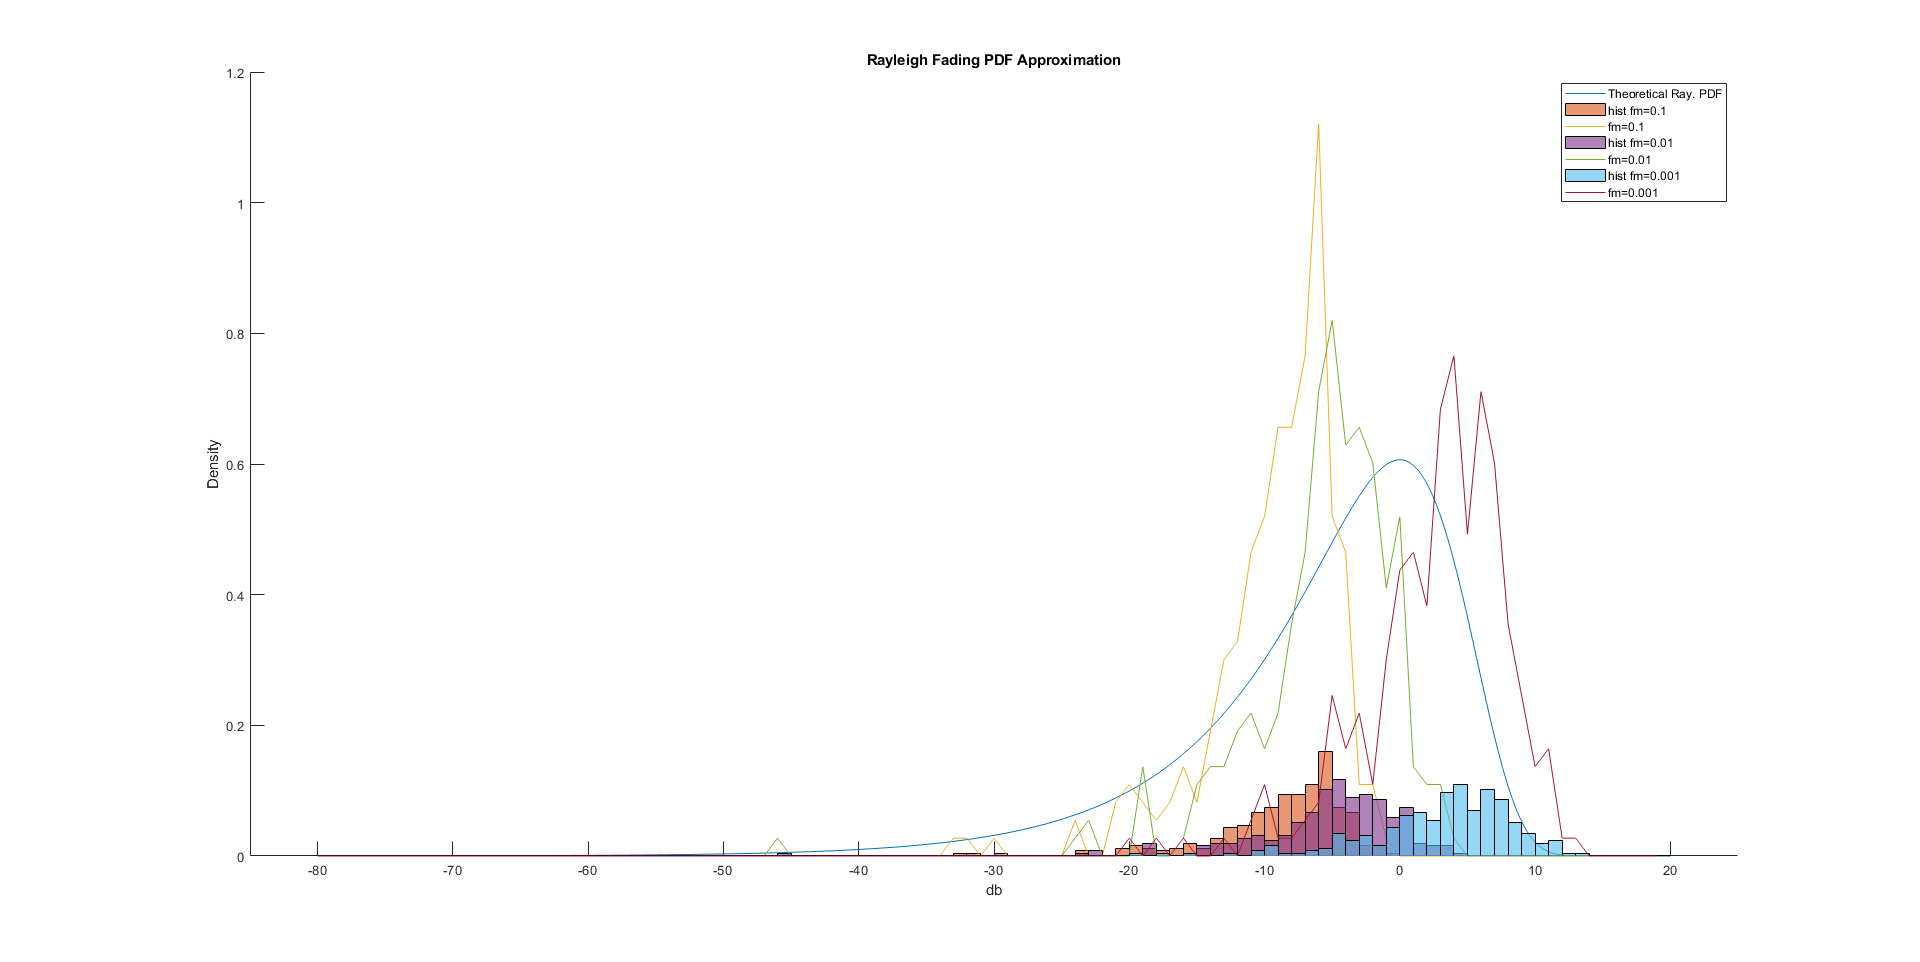 Rayleigh Fading PDF Approximation
1.2
1
0.8
0.6
0.4
0.2
0
Density
Theoretical Ray. PDF
hist fm=0.1
fm=0.1
hist fm=0.01
fm=0.01
hist fm=0.001
fm=0.001
-80 -70 -60 -50 -40 -30 -20 -10 0 10 20
db